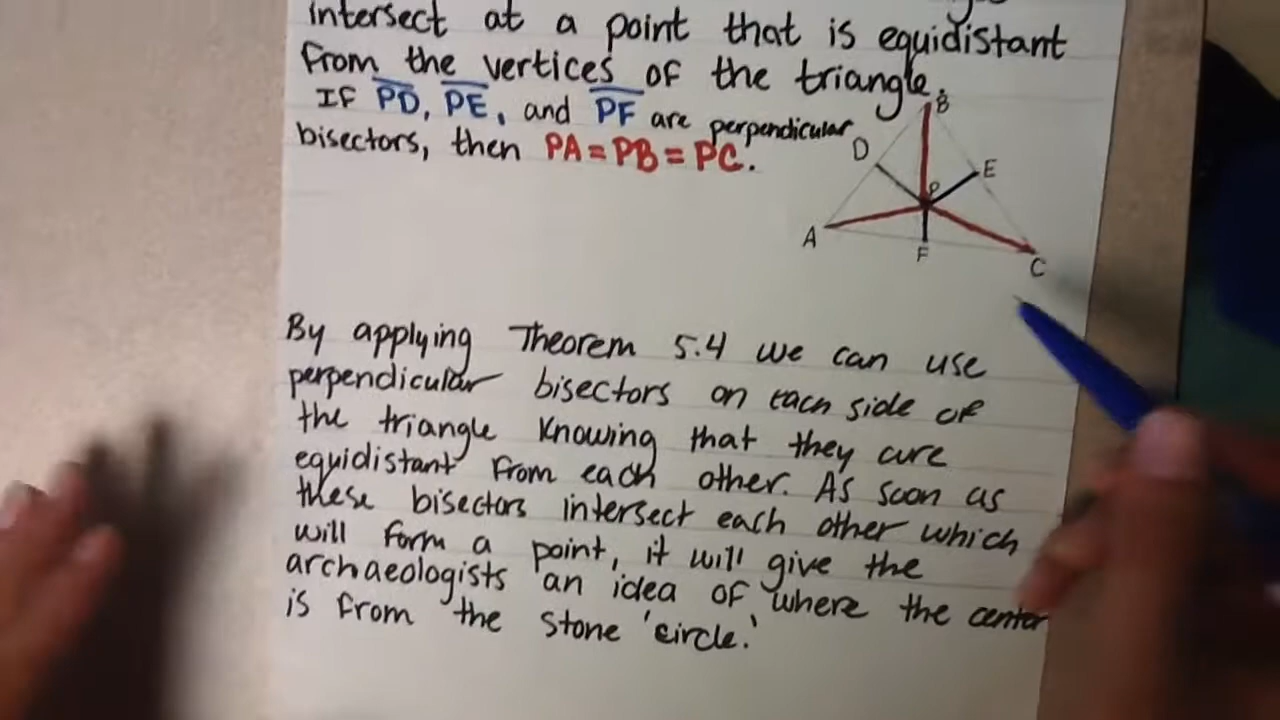 intersect at a point that is equidistant
from the vertices of the triangle.
If PD, PE, and PF are perpendicular
bisectors, then PA = PB = PC.
B
D
E
P
A
F
C
By applying Theorem 5.4 we can use
perpendicular bisectors on each side of
the triangle knowing that they are
equidistant from each other. As soon as
these bisectors intersect each other which
will form a point, it will give the
archaeologists an idea of where the center
is from the stone 'circle.'